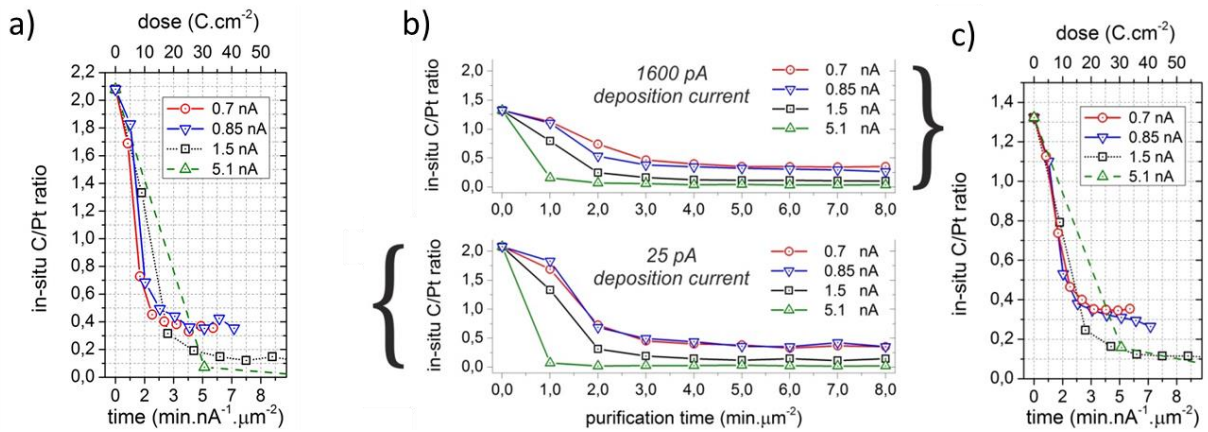 a)
dose (C.cm-2)
0 10 20 30 40 50
2,2
2,0
1,8
1,6
1,4
1,2
1,0
0,8
0,6
0,4
0,2
0,0
in-situ C/Pt ratio
0.7 nA
0.85 nA
1.5 nA
5.1 nA
0 2 3 5 7 8
time (min.nA-1.μm-2)
b)
2,0
1,5
1,0
0,5
0,0
in-situ C/Pt ratio
1600 pA
deposition current
0.7 nA
0.85 nA
1.5 nA
5.1 nA
0,0 1,0 2,0 3,0 4,0 5,0 6,0 7,0 8,0
2,0
1,5
1,0
0,5
0,0
in-situ C/Pt ratio
25 pA
deposition current
0.7 nA
0.85 nA
1.5 nA
5.1 nA
0,0 1,0 2,0 3,0 4,0 5,0 6,0 7,0 8,0
purification time (min.μm-2)
c)
dose (C.cm-2)
0 10 20 30 40 50
1,4
1,2
1,0
0,8
0,6
0,4
0,2
0,0
in-situ C/Pt ratio
0.7 nA
0.85 nA
1.5 nA
5.1 nA
0 2 3 5 7 8
time (min.nA-1.μm-2)